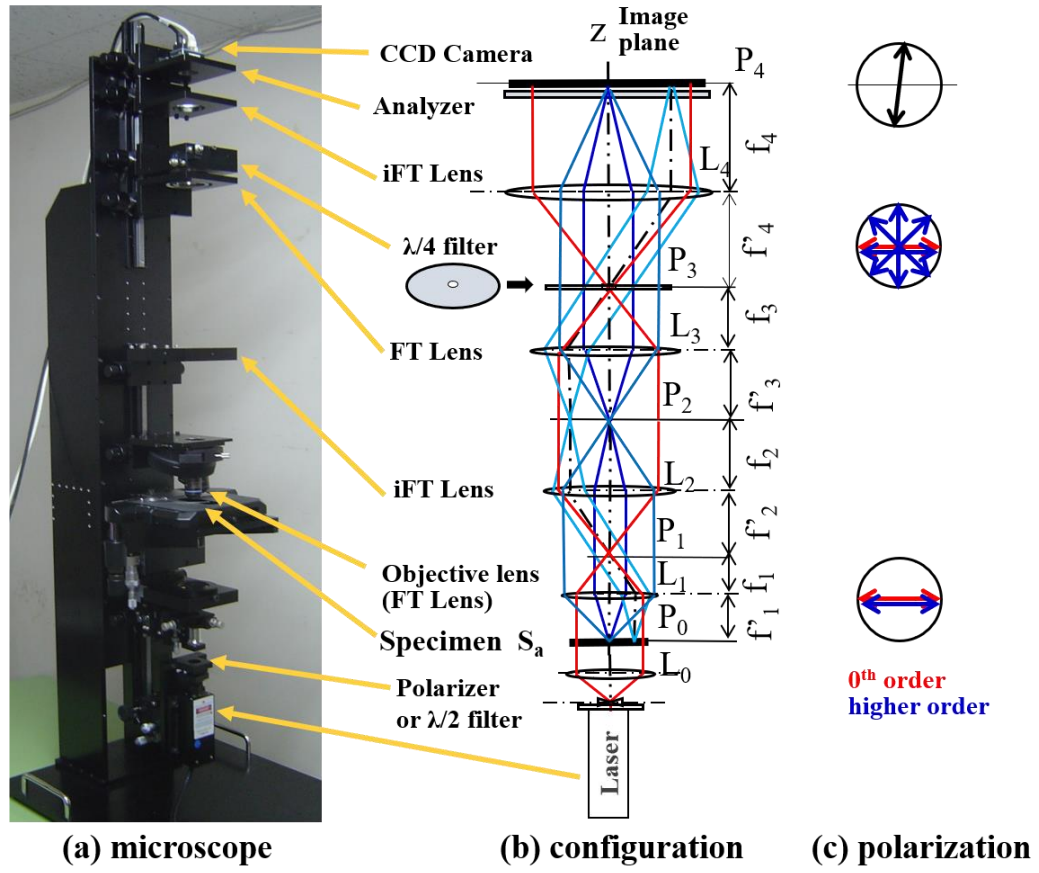 CCD Camera
Analyzer
iFT Lens
λ/4 filter
FT Lens
iFT Lens
Objective lens
(FT Lens)
Specimen Sₐ
Polarizer
or λ/2 filter
Z
Image
plane
P₄
L₄
f₄
f'₄
P₃
f₃
L₃
f'₃
P₂
f₂
L₂
f'₂
P₁
L₁
f₁
P₀
f'₁
L₀
Laser
0ᵗʰ order
higher order
(a) microscope
(b) configuration
(c) polarization